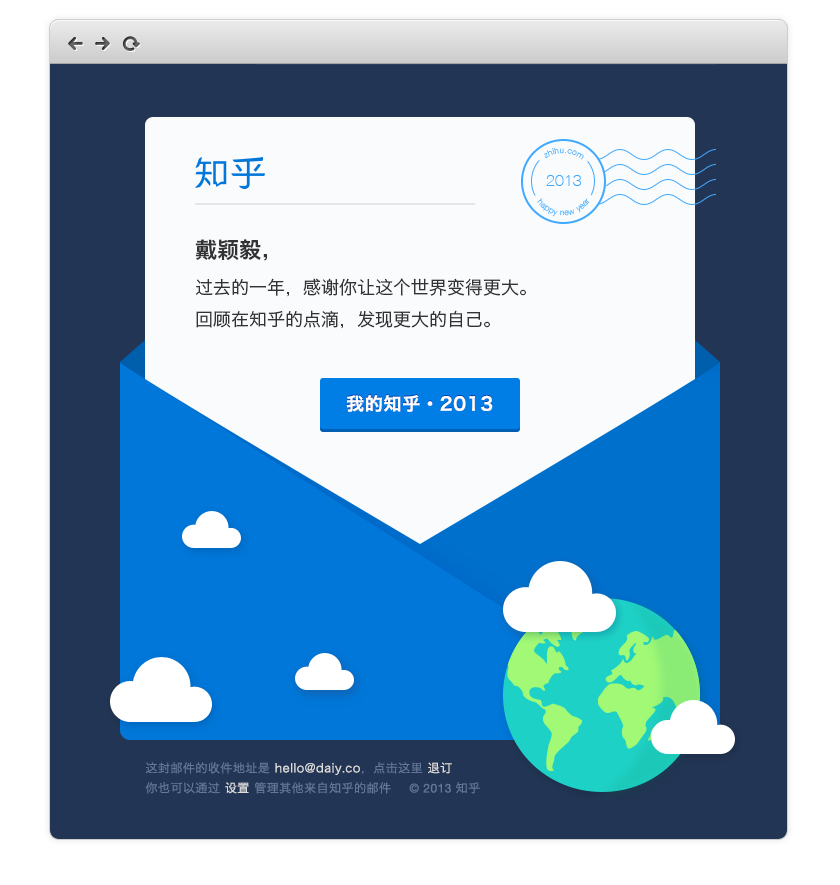 知乎
zhihu.com
2013
happy new year
戴颖毅，
过去的一年，感谢你让这个世界变得更大。
回顾在知乎的点滴，发现更大的自己。
我的知乎·2013
这封邮件的收件地址是 hello@daiy.co，点击这里 退订
你也可以通过 设置 管理其他来自知乎的邮件 © 2013 知乎